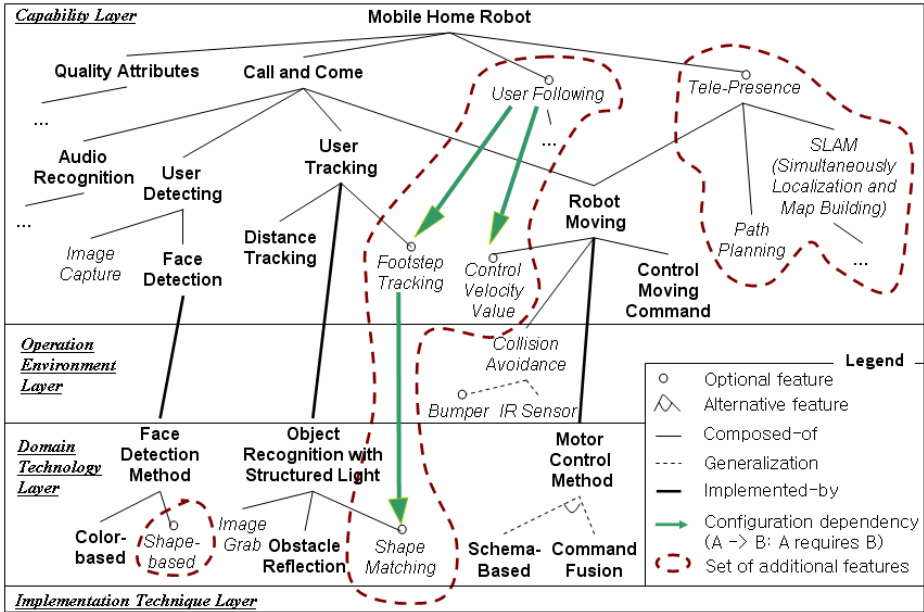 Capability Layer
Mobile Home Robot
Quality Attributes
Call and Come
User Following
Tele-Presence
...
...
Audio
Recognition
User
Detecting
User
Tracking
SLAM
(Simultaneously
Localization and
Map Building)
Robot
Moving
...
Image
Capture
Face
Detection
Distance
Tracking
Footstep
Tracking
Control
Velocity
Value
Control
Moving
Command
Path
Planning
...
Operation
Environment
Layer
Collision
Avoidance
Bumper
IR Sensor
Domain
Technology
Layer
Face
Detection
Method
Object
Recognition with
Structured Light
Motor
Control
Method
Color-
based
Shape-
based
Image
Grab
Obstacle
Reflection
Shape
Matching
Schema-
Based
Command
Fusion
Implementation Technique Layer
Legend
Optional feature
Alternative feature
Composed-of
Generalization
Implemented-by
Configuration dependency
(A -> B: A requires B)
Set of additional features